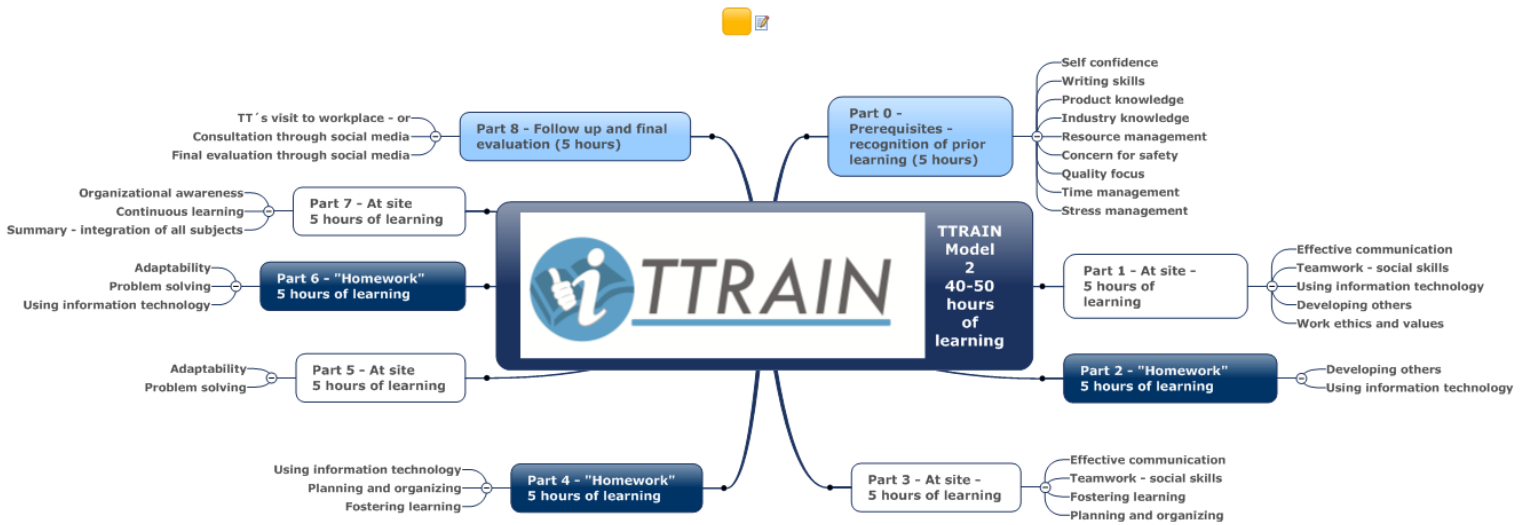 TTRAIN
TTRAIN
Model
2
40-50
hours
of
learning
Part 0 -
Prerequisites -
recognition of prior
learning (5 hours)
Self confidence
Writing skills
Product knowledge
Industry knowledge
Resource management
Concern for safety
Quality focus
Time management
Stress management
Part 1 - At site -
5 hours of
learning
Effective communication
Teamwork - social skills
Using information technology
Developing others
Work ethics and values
Part 2 - "Homework"
5 hours of learning
Developing others
Using information technology
Part 3 - At site -
5 hours of learning
Effective communication
Teamwork - social skills
Fostering learning
Planning and organizing
Part 4 - "Homework"
5 hours of learning
Using information technology
Planning and organizing
Fostering learning
Part 5 - At site
5 hours of learning
Adaptability
Problem solving
Part 6 - "Homework"
5 hours of learning
Adaptability
Problem solving
Using information technology
Part 7 - At site
5 hours of learning
Organizational awareness
Continuous learning
Summary - integration of all subjects
Part 8 - Follow up and final
evaluation (5 hours)
TT´s visit to workplace - or
Consultation through social media
Final evaluation through social media